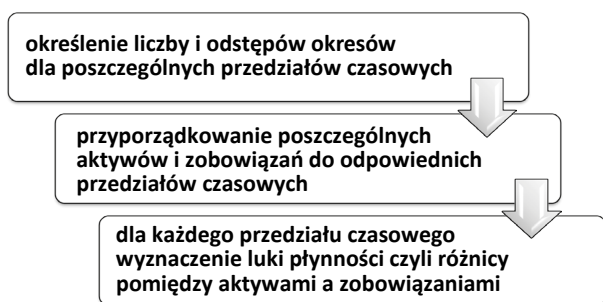 określenie liczby i odstępów okresów
dla poszczególnych przedziałów czasowych
przyporządkowanie poszczególnych
aktywów i zobowiązań do odpowiednich
przedziałów czasowych
dla każdego przedziału czasowego
wyznaczenie luki płynności czyli różnicy
pomiędzy aktywami a zobowiązaniami